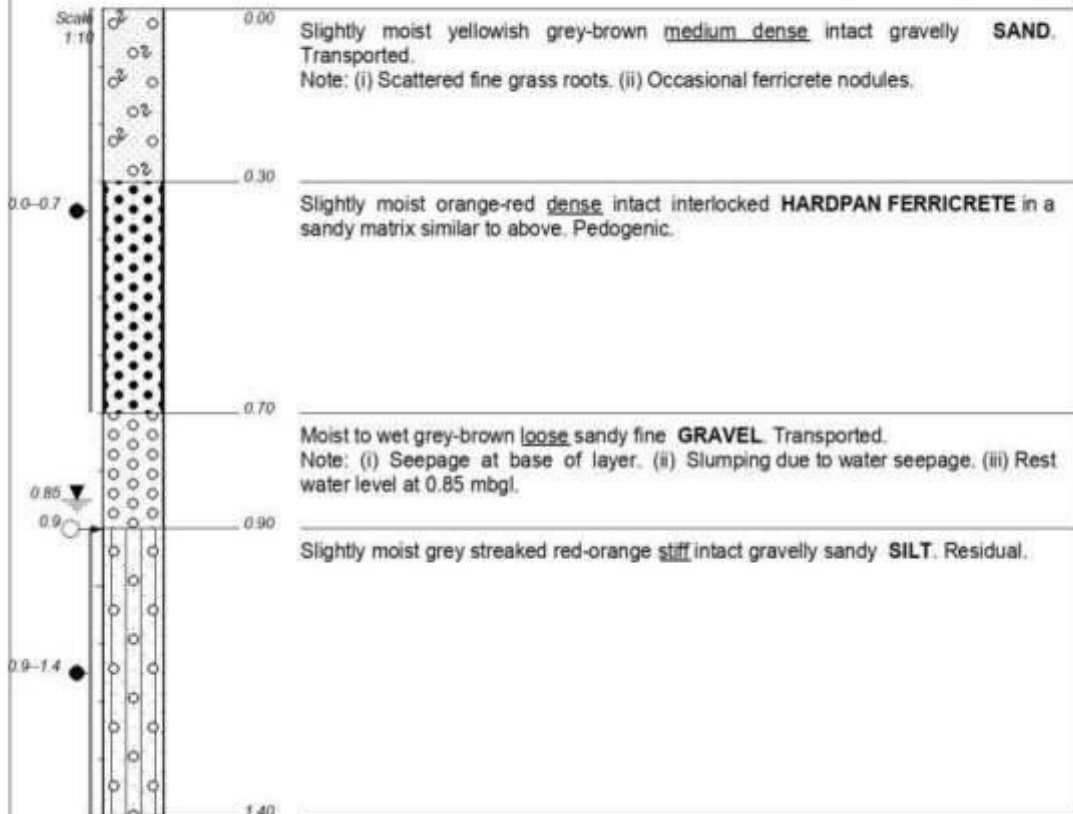 Scale
1:10
0.00
Slightly moist yellowish grey-brown medium dense intact gravelly SAND.
Transported.
Note: (i) Scattered fine grass roots. (ii) Occasional ferricrete nodules.
0.30
0.0–0.7
Slightly moist orange-red dense intact interlocked HARDPAN FERRICRETE in a
sandy matrix similar to above. Pedogenic.
0.70
Moist to wet grey-brown loose sandy fine GRAVEL. Transported.
Note: (i) Seepage at base of layer. (ii) Slumping due to water seepage. (iii) Rest
water level at 0.85 mbgl.
0.85
0.9
0.90
Slightly moist grey streaked red-orange stiff intact gravelly sandy SILT. Residual.
0.9–1.4
1.40